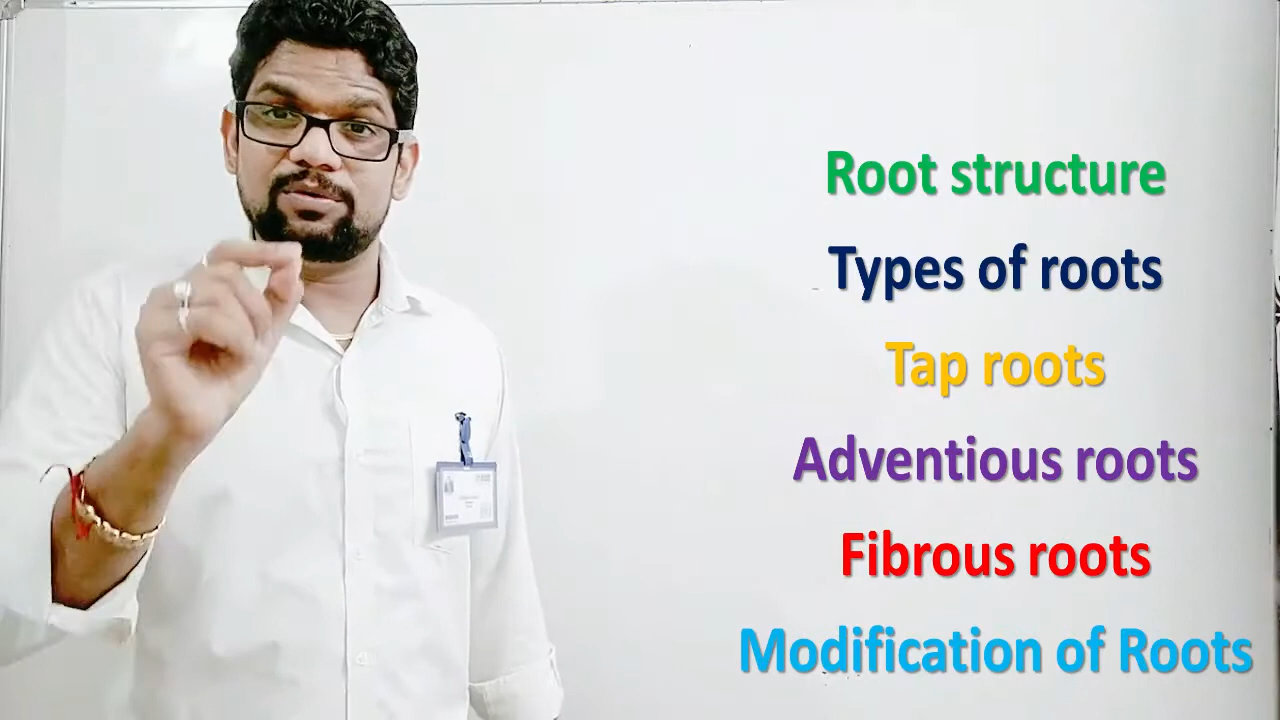 Root structure
Types of roots
Tap roots
Adventious roots
Fibrous roots
Modification of Roots